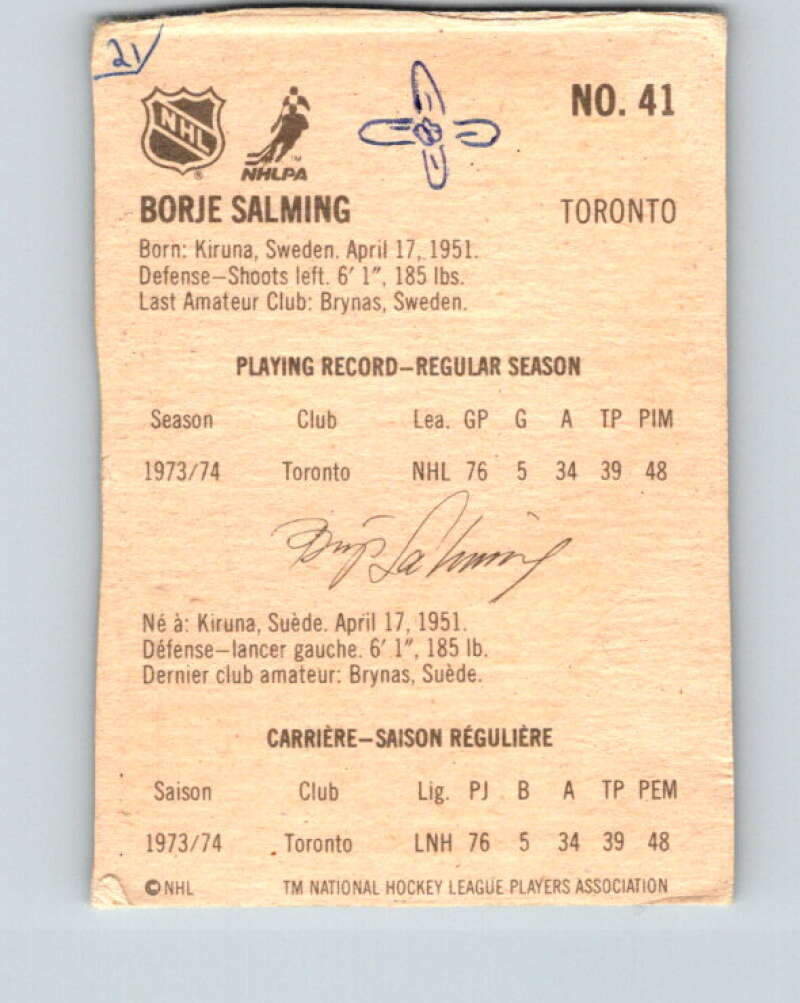 21
NHL
NHLPA
TM
®
NO. 41
BORJE SALMING TORONTO
Born: Kiruna, Sweden. April 17, 1951.
Defense–Shoots left. 6′ 1″, 185 lbs.
Last Amateur Club: Brynas, Sweden.
PLAYING RECORD–REGULAR SEASON
Season Club Lea. GP G A TP PIM
1973/74 Toronto NHL 76 5 34 39 48
Borje Salming
Né à: Kiruna, Suède. April 17, 1951.
Défense–lancer gauche. 6′ 1″, 185 lb.
Dernier club amateur: Brynas, Suède.
CARRIÈRE–SAISON RÉGULIÈRE
Saison Club Lig. PJ B A TP PEM
1973/74 Toronto LNH 76 5 34 39 48
©NHL TM NATIONAL HOCKEY LEAGUE PLAYERS ASSOCIATION